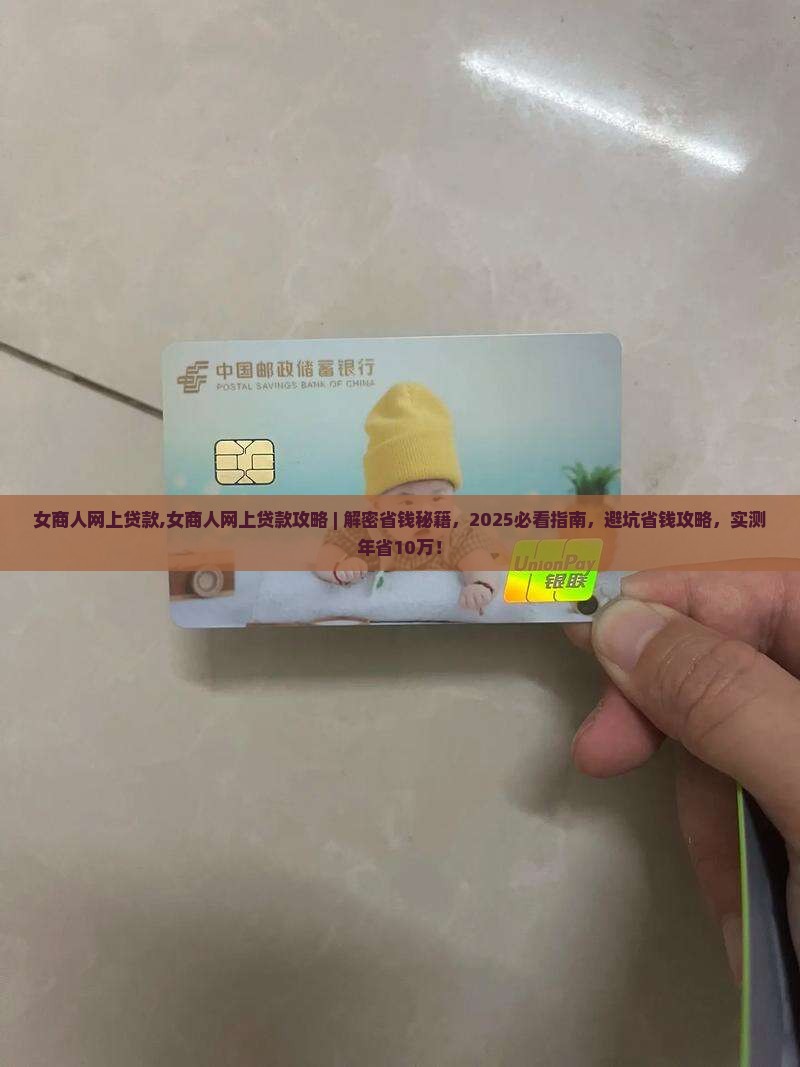 中国邮政储蓄银行
POSTAL SAVINGS BANK OF CHINA
女商人网上贷款,女商人网上贷款攻略 | 解密省钱秘籍，2025必看指南，避坑省钱攻略，实测
年省10万！
UnionPay
银联